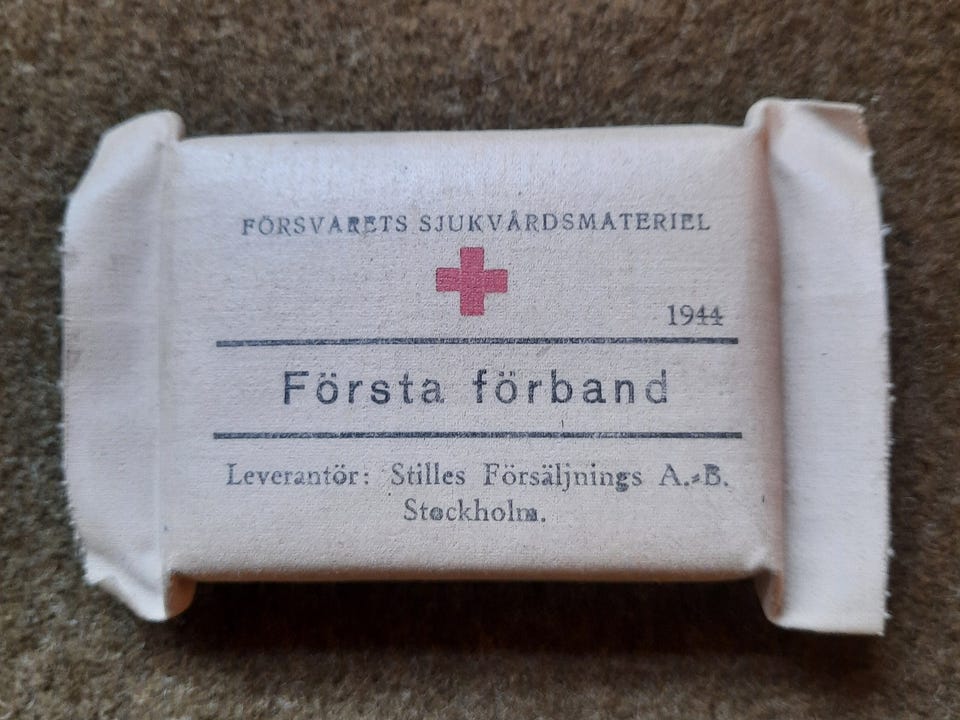 FÖRSVARETS SJUKVÅRDSMATERIEL
1944
Första förband
Leverantör: Stilles Försäljnings A.-B.
Stockholm.